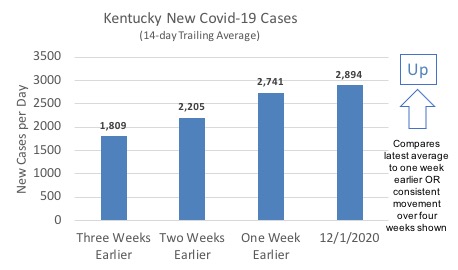 Kentucky New Covid-19 Cases
(14-day Trailing Average)
3500
3000
2500
2000
1500
1000
500
0
New Cases per Day
1,809
2,205
2,741
2,894
Three Weeks
Earlier
Two Weeks
Earlier
One Week
Earlier
12/1/2020
Up
Compares
latest average
to one week
earlier OR
consistent
movement
over four
weeks shown